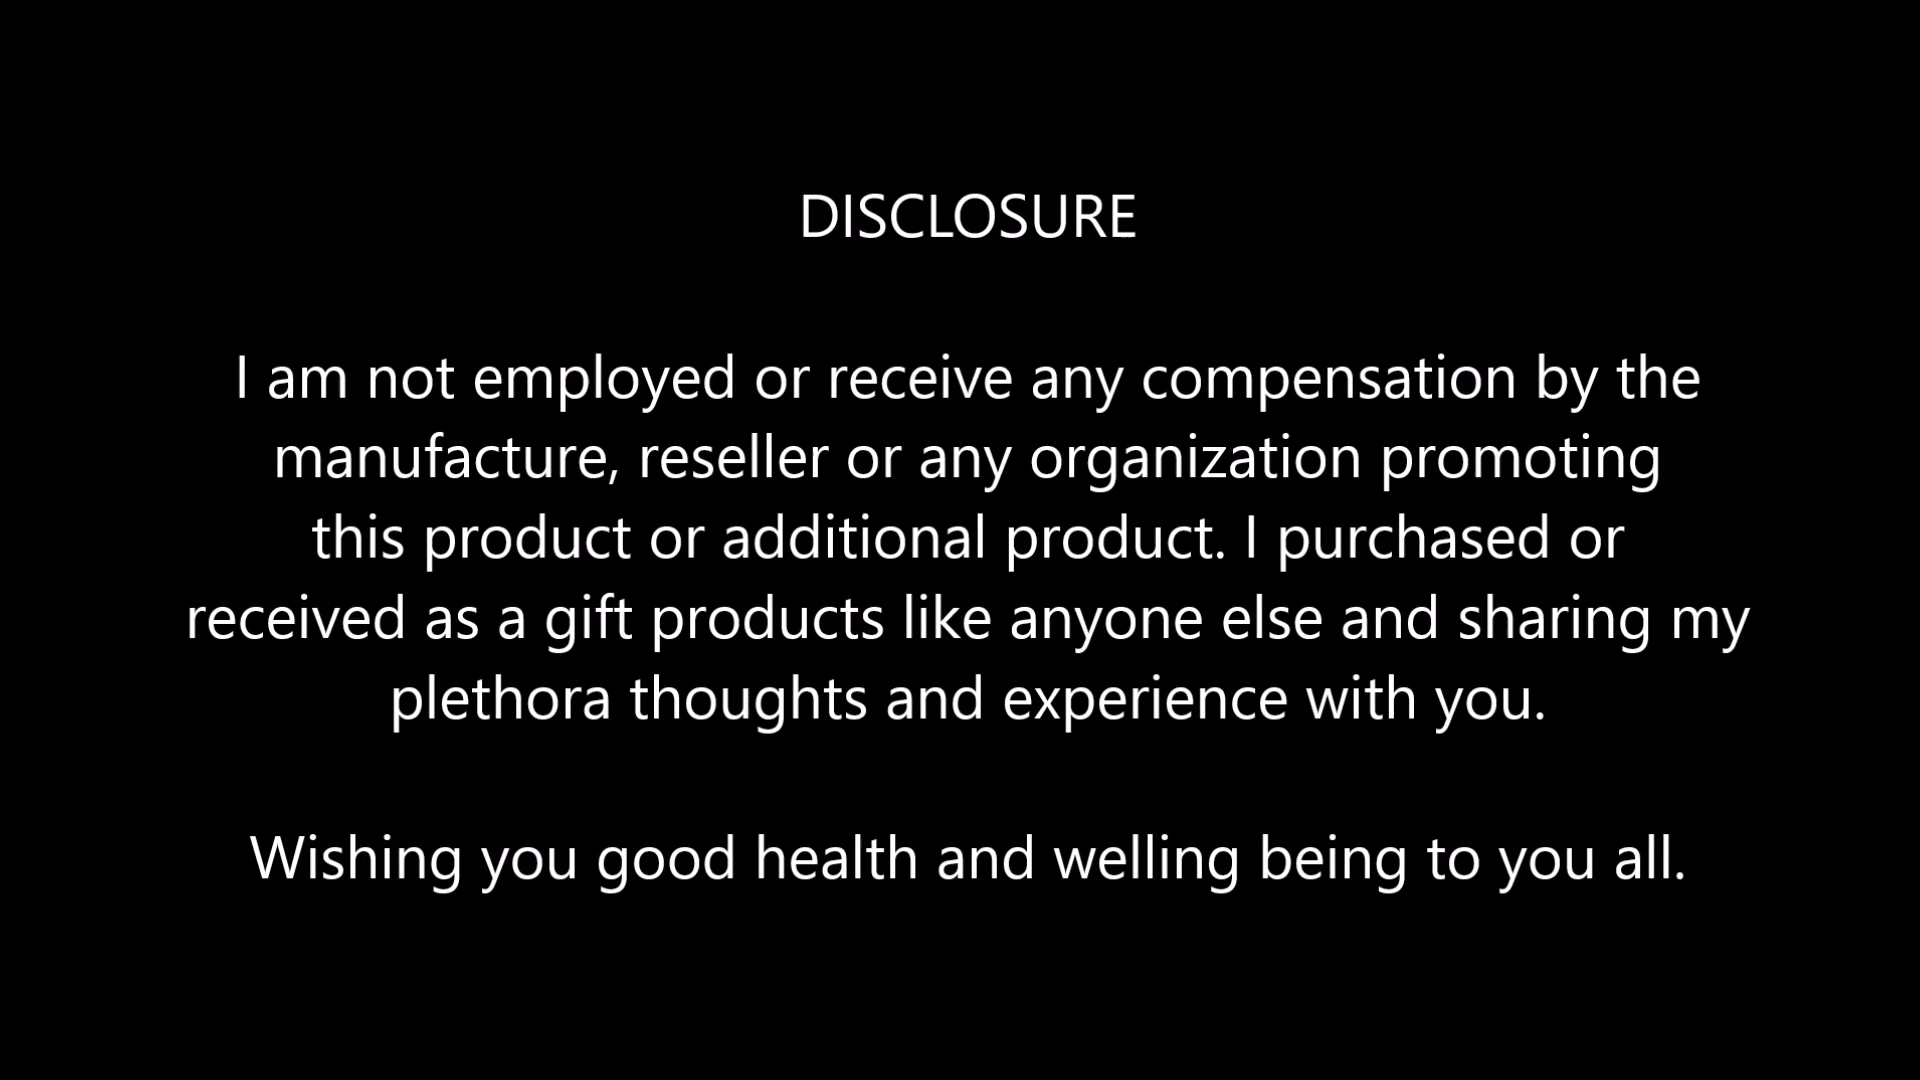 DISCLOSURE
I am not employed or receive any compensation by the
manufacture, reseller or any organization promoting
this product or additional product. I purchased or
received as a gift products like anyone else and sharing my
plethora thoughts and experience with you.
Wishing you good health and welling being to you all.